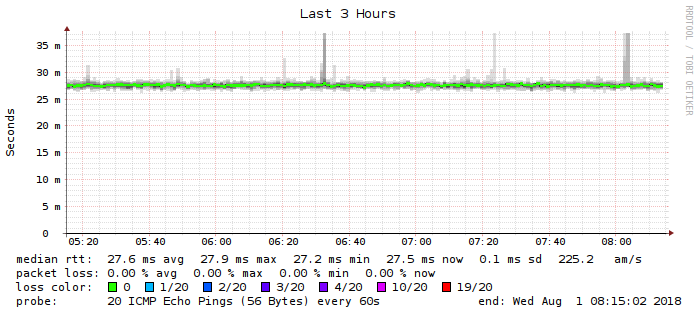 Last 3 Hours
RRDTOOL / TOBI OETIKER
Seconds
35 m
30 m
25 m
20 m
15 m
10 m
5 m
0
05:20 05:40 06:00 06:20 06:40 07:00 07:20 07:40 08:00
median rtt: 27.6 ms avg 27.9 ms max 27.2 ms min 27.5 ms now 0.1 ms sd 225.2 am/s
packet loss: 0.00 % avg 0.00 % max 0.00 % min 0.00 % now
loss color: 0 1/20 2/20 3/20 4/20 10/20 19/20
probe: 20 ICMP Echo Pings (56 Bytes) every 60s end: Wed Aug 1 08:15:02 2018